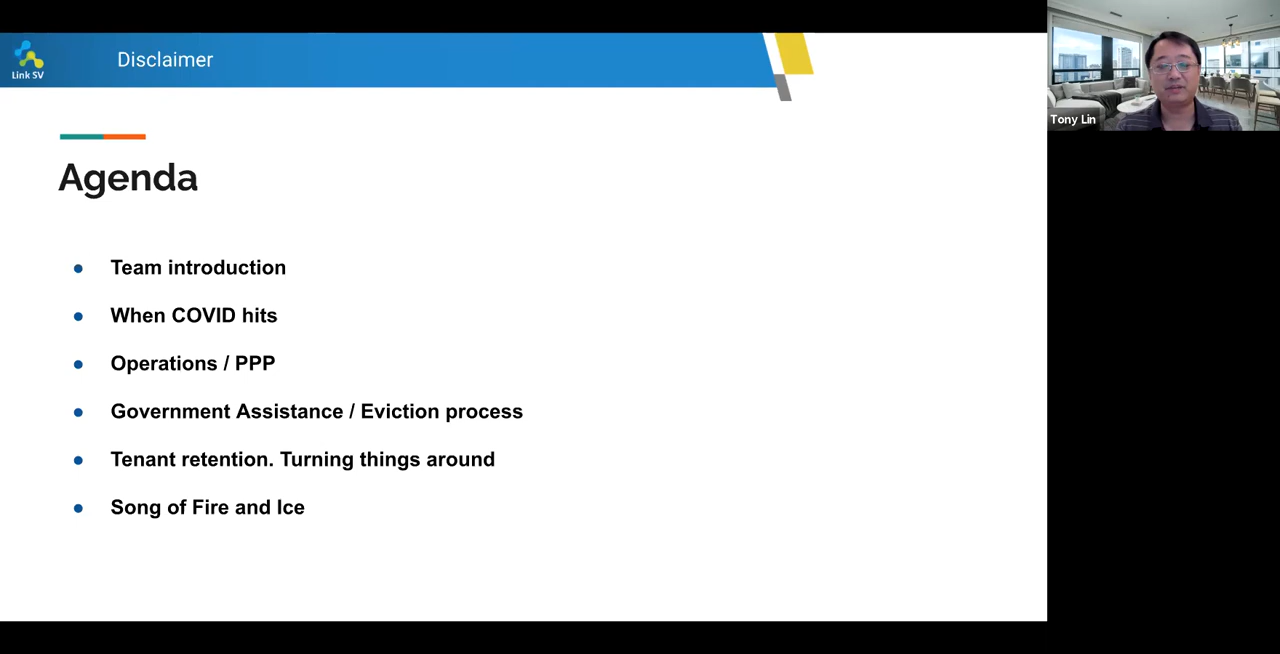 Link SV
Disclaimer
Tony Lin
Agenda
● Team introduction
● When COVID hits
● Operations / PPP
● Government Assistance / Eviction process
● Tenant retention. Turning things around
● Song of Fire and Ice